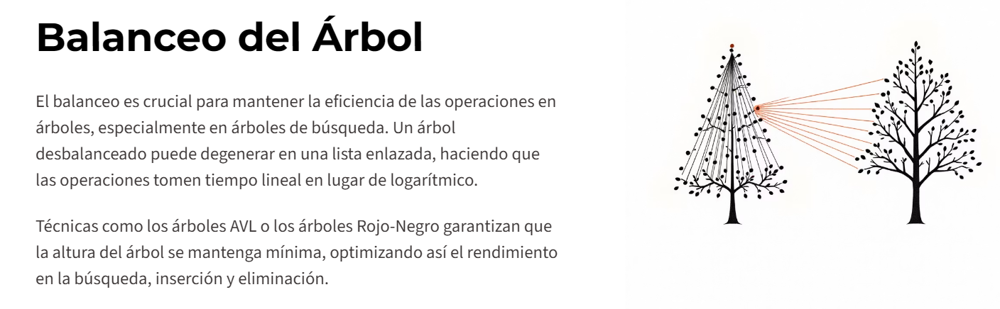 Balanceo del Árbol
El balanceo es crucial para mantener la eficiencia de las operaciones en
árboles, especialmente en árboles de búsqueda. Un árbol
desbalanceado puede degenerar en una lista enlazada, haciendo que
las operaciones tomen tiempo lineal en lugar de logarítmico.
Técnicas como los árboles AVL o los árboles Rojo-Negro garantizan que
la altura del árbol se mantenga mínima, optimizando así el rendimiento
en la búsqueda, inserción y eliminación.